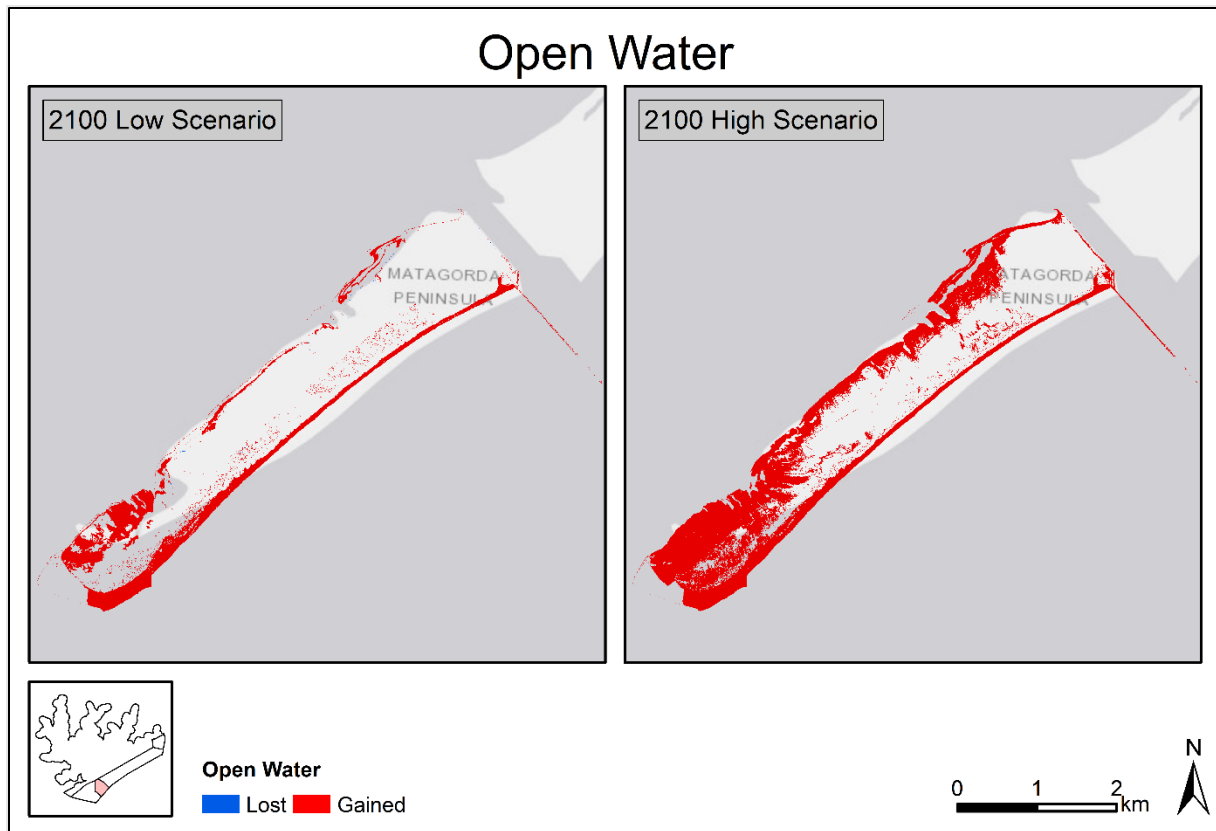 Open Water
2100 Low Scenario
MATAGORDA
PENINSULA
2100 High Scenario
MATAGORDA
PENINSULA
Open Water
Lost
Gained
0 1 2
km
N